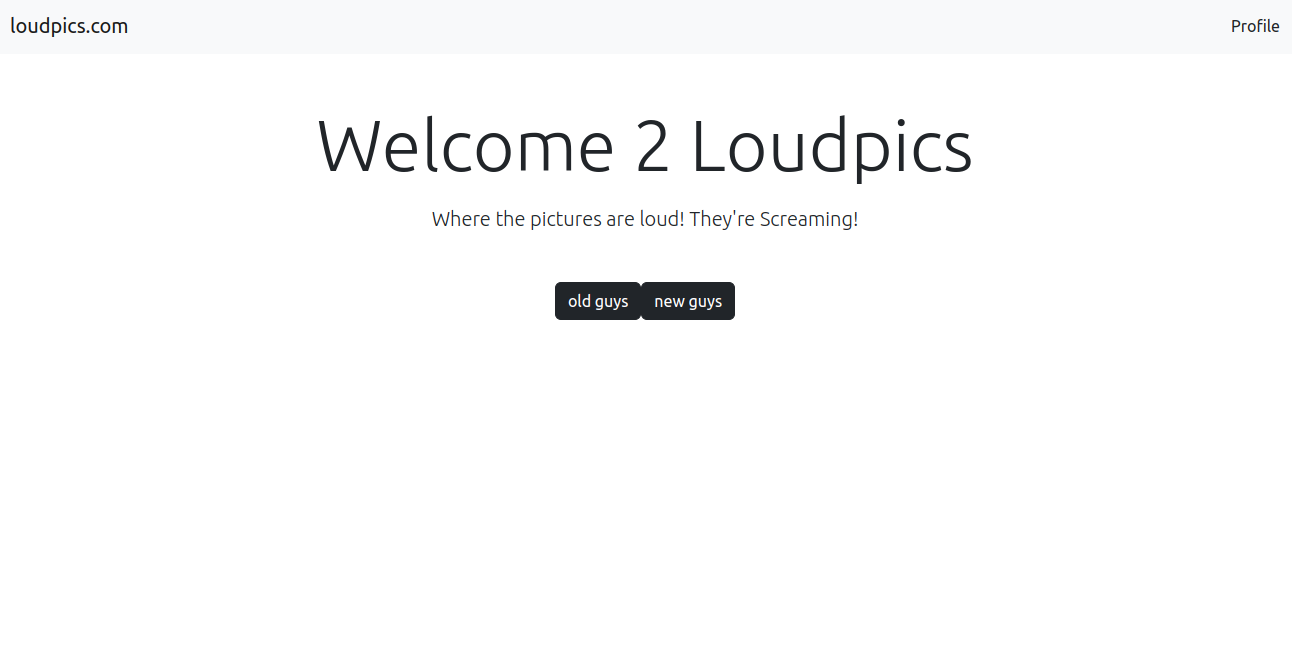 loudpics.com Profile
Welcome 2 Loudpics
Where the pictures are loud! They're Screaming!
old guys new guys